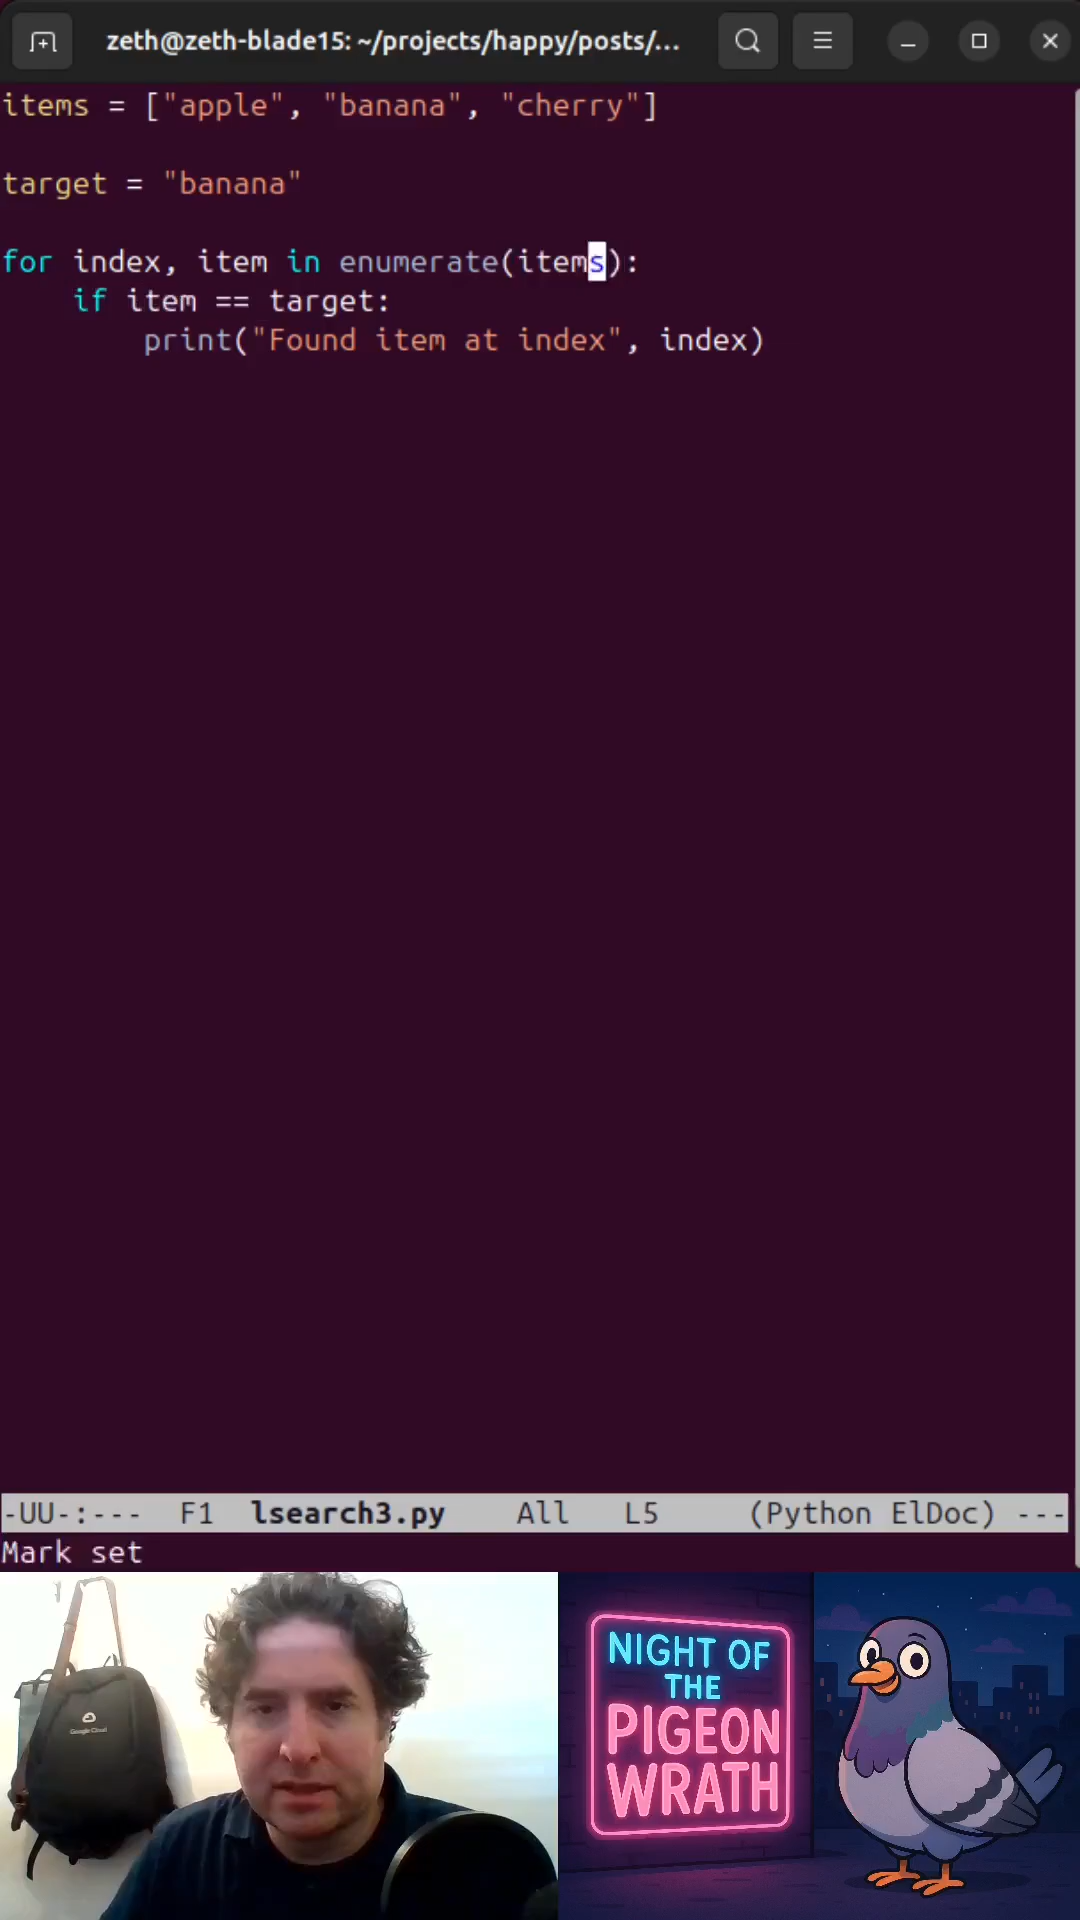 zeth@zeth-blade15: ~/projects/happy/posts/...
items = ["apple", "banana", "cherry"]
target = "banana"
for index, item in enumerate(items):
    if item == target:
        print("Found item at index", index)
-UU-:---  F1  lsearch3.py    All   L5     (Python ElDoc) ---
Mark set
Google Cloud
NIGHT OF
THE
PIGEON
WRATH